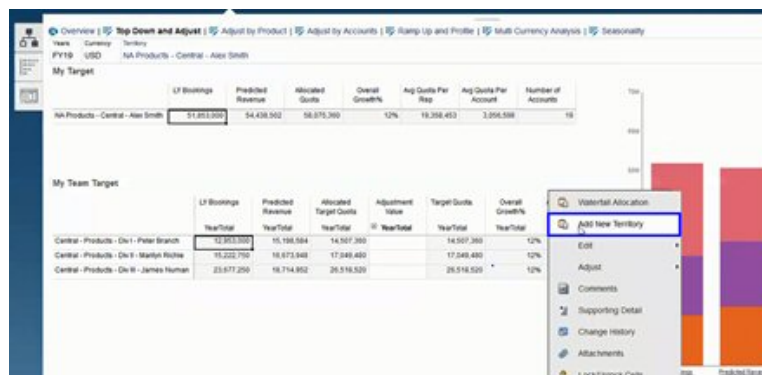 Overview | Top Down and Adjust | Adjust by Product | Adjust by Accounts | Ramp Up and Profile | Multi Currency Analysis | Seasonality
Years Currency Territory
FY19 USD NA Products - Central - Alex Smith
My Target
LY Bookings Predicted Revenue Allocated Quota Overall Growth% Avg Quota Per Rep Avg Quota Per Account Number of Accounts
NA Products - Central - Alex Smith 51,853,000 54,438,502 58,075,360 12% 19,358,453 3,056,598 19
My Team Target
LY Bookings Predicted Revenue Allocated Target Quota Adjustment Value Target Quota Overall Growth%
YearTotal YearTotal YearTotal YearTotal YearTotal YearTotal
Central - Products - Div I - Peter Branch 12,953,000 15,198,584 14,507,360 14,507,360 12%
Central - Products - Div II - Marilyn Richie 15,222,750 17,049,480 17,049,480 12%
Central - Products - Div III - James Human 23,677,250 18,714,952 26,518,520 26,518,520 12%
Waterfall Allocation
Add New Territory
Edit
Adjust
Comments
Supporting Detail
Change History
Attachments